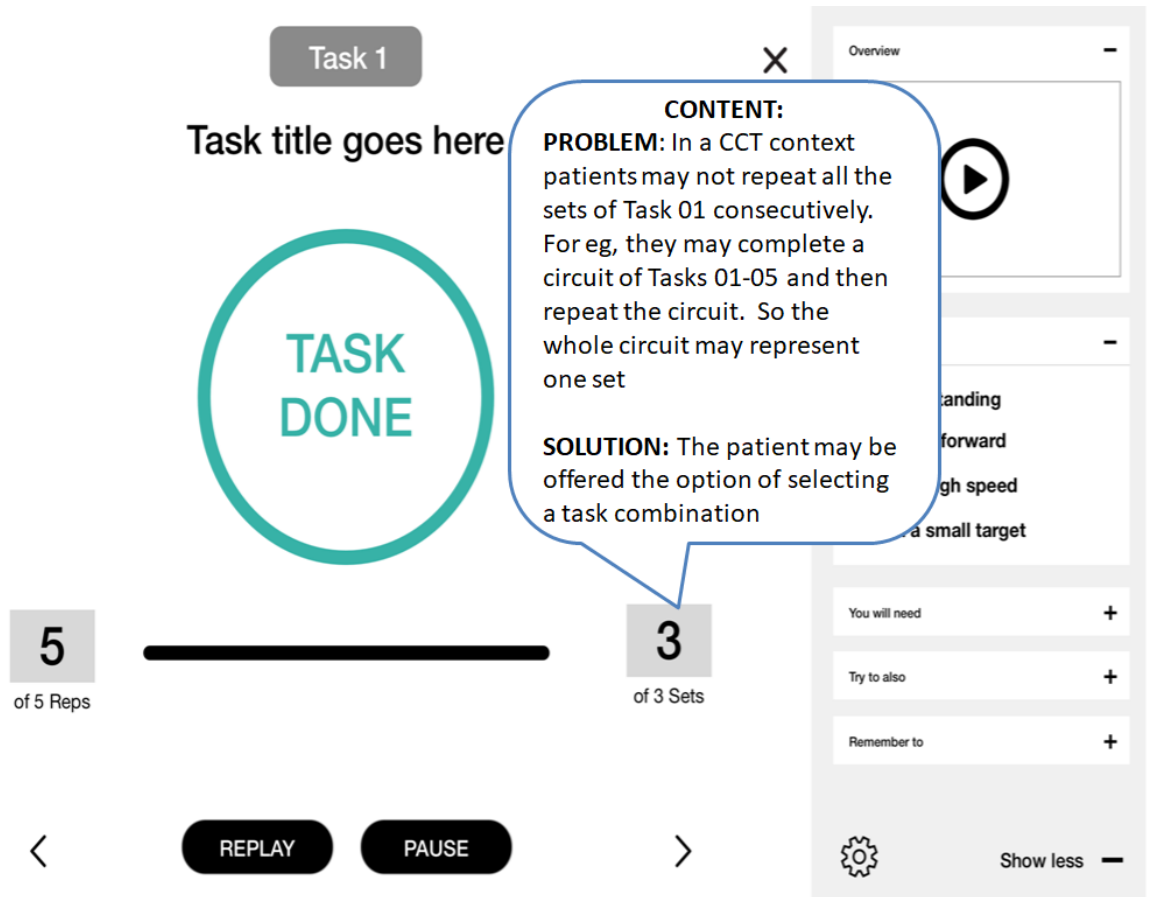 Task 1
Task title goes here
TASK
DONE
5
of 5 Reps
3
of 3 Sets
REPLAY
PAUSE
CONTENT:
PROBLEM: In a CCT context
patients may not repeat all the
sets of Task 01 consecutively.
For eg, they may complete a
circuit of Tasks 01-05 and then
repeat the circuit.  So the
whole circuit may represent
one set
SOLUTION: The patient may be
offered the option of selecting
a task combination
Overview
forward
speed
a small target
You will need
Try to also
Remember to
Show less